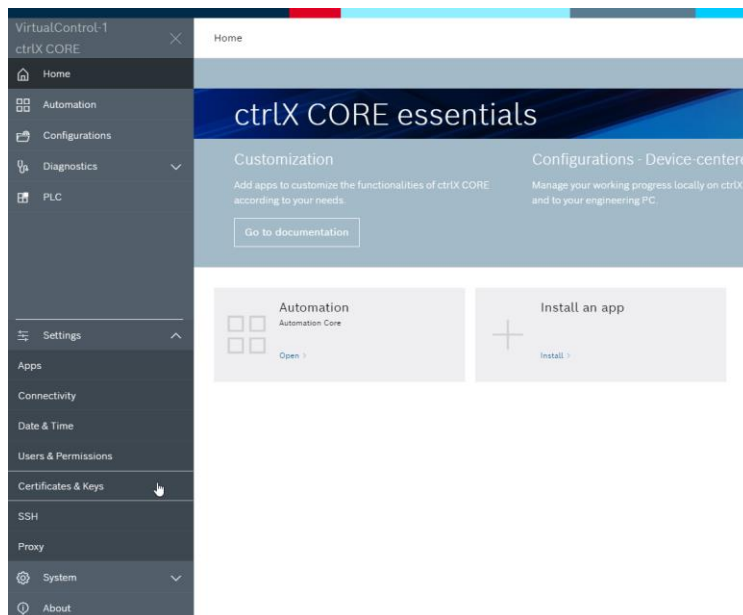 VirtualControl-1
ctrlX CORE
Home
Automation
Configurations
Diagnostics
PLC
Settings
Apps
Connectivity
Date & Time
Users & Permissions
Certificates & Keys
SSH
Proxy
System
About
Home
ctrlX CORE essentials
Customization
Add apps to customize the functionalities of ctrlX CORE
according to your needs.
Go to documentation
Configurations - Device-centere
Manage your working progress locally on ctrlX
and to your engineering PC.
Automation
Automation Core
Open >
Install an app
Install >